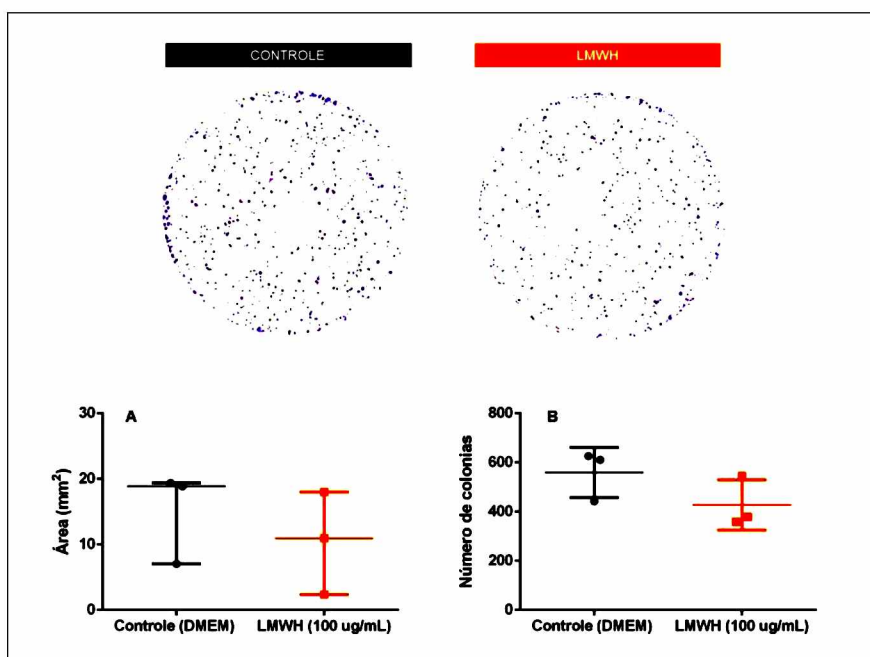 CONTROLE
LMWH
A
30
20
10
0
Área (mm²)
Controle (DMEM)
LMWH (100 ug/mL)
B
800
600
400
200
0
Número de colonias
Controle (DMEM)
LMWH (100 ug/mL)